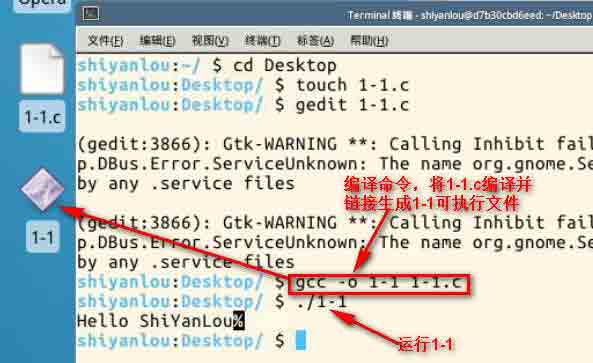 Opera
Terminal 终端 - shiyanlou@d7b30cbd6eed: ~/Desktop
文件(F) 编辑(E) 视图(V) 终端(T) 标签(A) 帮助(H)
shiyanlou:~/ $ cd Desktop
shiyanlou:Desktop/ $ touch 1-1.c
shiyanlou:Desktop/ $ gedit 1-1.c
1-1.c
(gedit:3866): Gtk-WARNING **: Calling Inhibit fail
p.DBus.Error.ServiceUnknown: The name org.gnome.Se
by any .service files
编译命令，将1-1.c编译并
链接生成1-1可执行文件
1-1
(gedit:3866): Gtk-WARNING **: Calling Inhibit fail
p.DBus.Error.ServiceUnknown: The name org.gnome.Se
by any .service files
shiyanlou:Desktop/ $ gcc -o 1-1 1-1.c
shiyanlou:Desktop/ $ ./1-1
Hello ShiYanLou%
shiyanlou:Desktop/ $
运行1-1